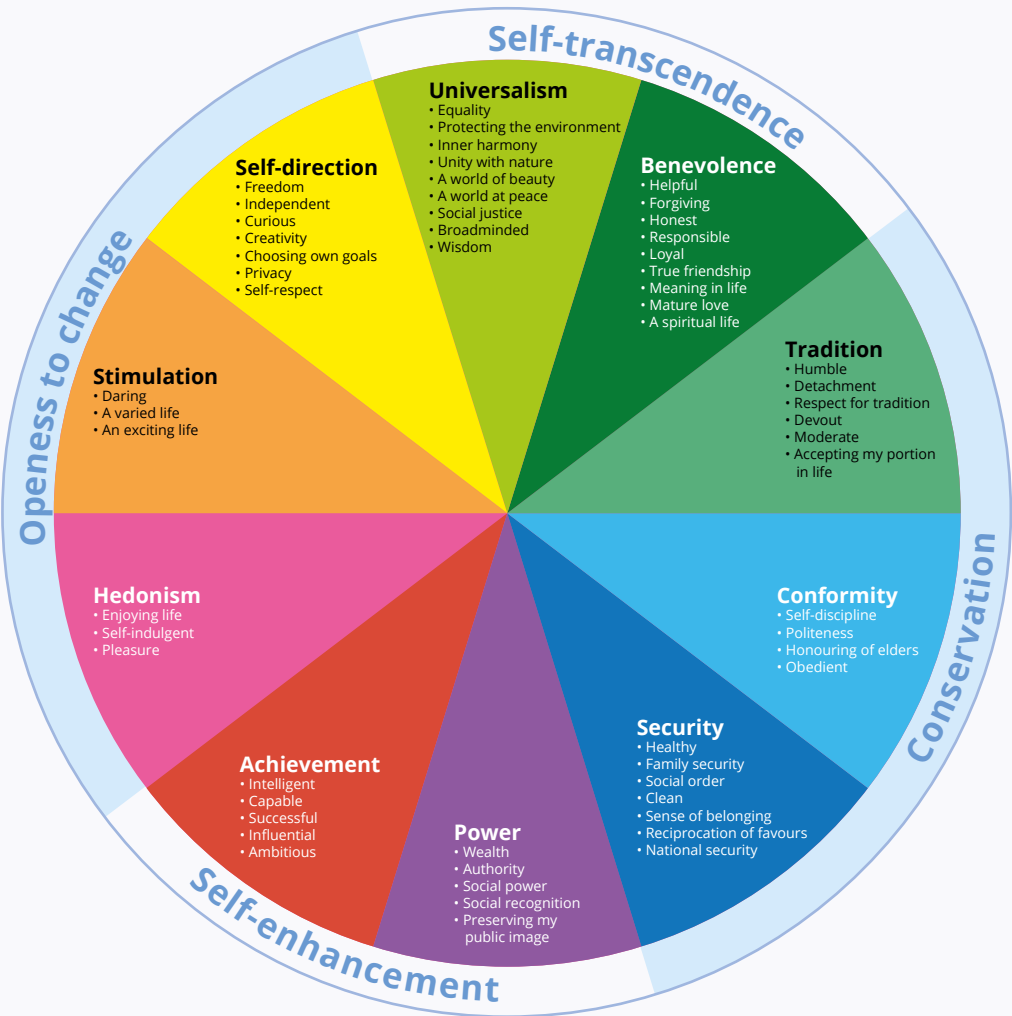 Self-transcendence
Universalism
• Equality
• Protecting the environment
• Inner harmony
• Unity with nature
• A world of beauty
• A world at peace
• Social justice
• Broadminded
• Wisdom
Benevolence
• Helpful
• Forgiving
• Honest
• Responsible
• Loyal
• True friendship
• Meaning in life
• Mature love
• A spiritual life
Conservation
Tradition
• Humble
• Detachment
• Respect for tradition
• Devout
• Moderate
• Accepting my portion
in life
Conformity
• Self-discipline
• Politeness
• Honouring of elders
• Obedient
Security
• Healthy
• Family security
• Social order
• Clean
• Sense of belonging
• Reciprocation of favours
• National security
Self-enhancement
Power
• Wealth
• Authority
• Social power
• Social recognition
• Preserving my
public image
Achievement
• Intelligent
• Capable
• Successful
• Influential
• Ambitious
Openess to change
Hedonism
• Enjoying life
• Self-indulgent
• Pleasure
Stimulation
• Daring
• A varied life
• An exciting life
Self-direction
• Freedom
• Independent
• Curious
• Creativity
• Choosing own goals
• Privacy
• Self-respect